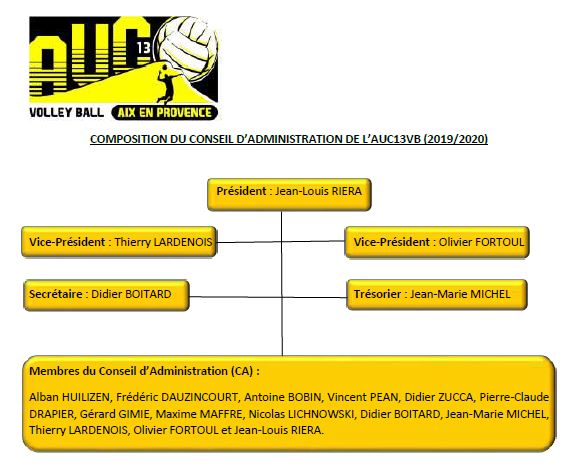 AUC 13
VOLLEY BALL AIX EN PROVENCE
COMPOSITION DU CONSEIL D'ADMINISTRATION DE L'AUC13VB (2019/2020)
Président : Jean-Louis RIERA
Vice-Président : Thierry LARDENOIS
Vice-Président : Olivier FORTOUL
Secrétaire : Didier BOITARD
Trésorier : Jean-Marie MICHEL
Membres du Conseil d'Administration (CA) :
Alban HUILIZEN, Frédéric DAUZINCOURT, Antoine BOBIN, Vincent PEAN, Didier ZUCCA, Pierre-Claude
DRAPIER, Gérard GIMIE, Maxime MAFFRE, Nicolas LICHNOWSKI, Didier BOITARD, Jean-Marie MICHEL,
Thierry LARDENOIS, Olivier FORTOUL et Jean-Louis RIERA.